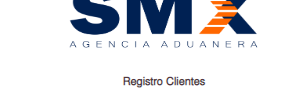 SMX
AGENCIA ADUANERA
Registro Clientes